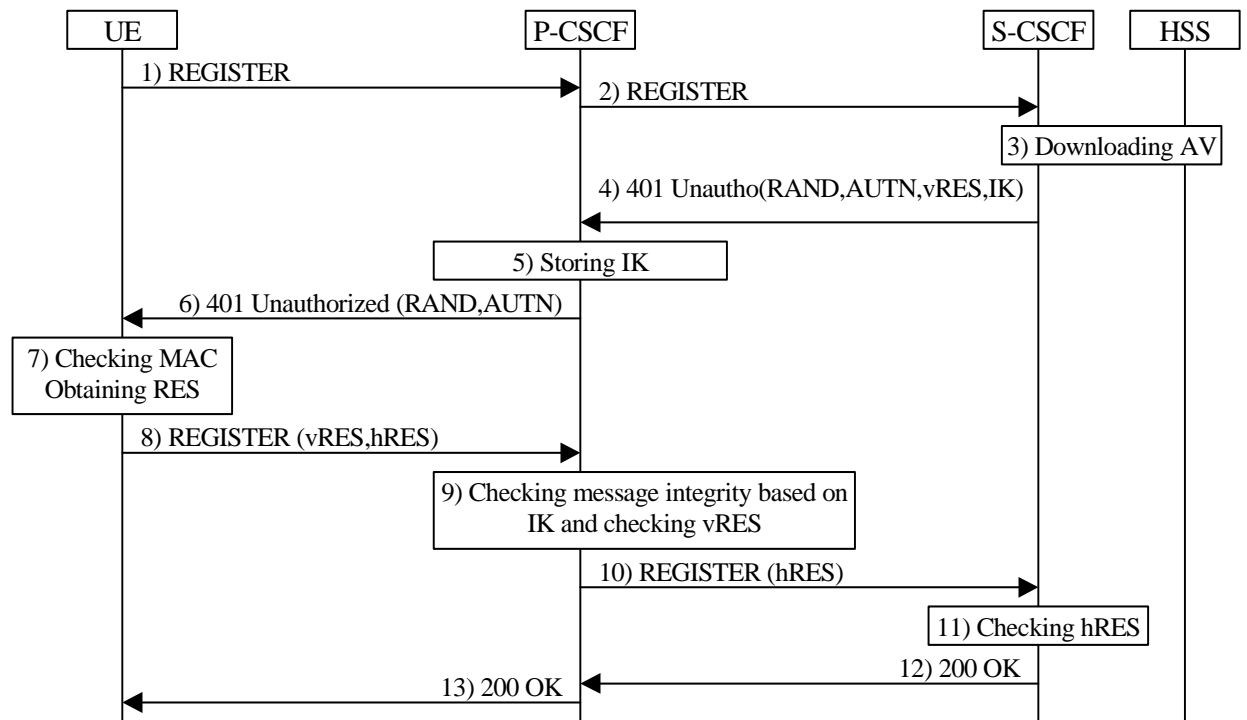 UE
P-CSCF
S-CSCF
HSS
1) REGISTER
2) REGISTER
3) Downloading AV
4) 401 Unautho(RAND,AUTN,vRES,IK)
5) Storing IK
6) 401 Unauthorized (RAND,AUTN)
7) Checking MAC
Obtaining RES
8) REGISTER (vRES,hRES)
9) Checking message integrity based on
IK and checking vRES
10) REGISTER (hRES)
11) Checking hRES
12) 200 OK
13) 200 OK